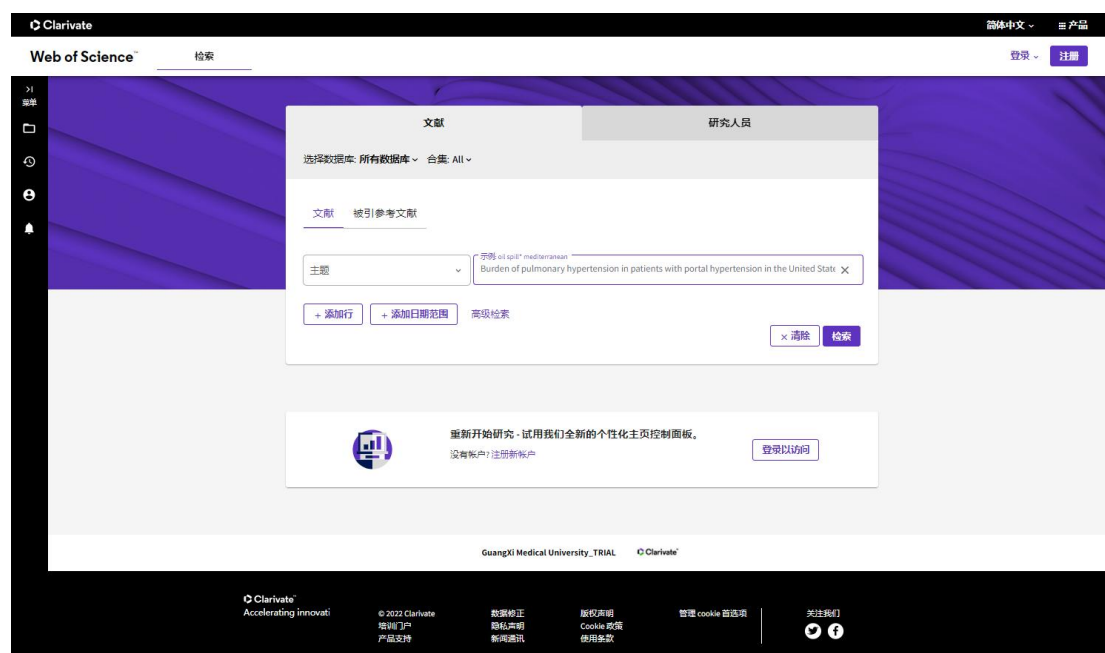 Clarivate
简体中文
产品
Web of Science™
检索
登录
注册
菜单
文献
研究人员
选择数据库: 所有数据库 合集: All
文献 被引参考文献
主题
示例: oil spill* mediterranean
Burden of pulmonary hypertension in patients with portal hypertension in the United State
+ 添加行
+ 添加日期范围
高级检索
× 清除
检索
重新开始研究 - 试用我们全新的个性化主页控制面板。
没有帐户? 注册新帐户
登录以访问
GuangXi Medical University_TRIAL
Clarivate™
Clarivate™
Accelerating innovati
© 2022 Clarivate
培训门户
产品支持
数据修正
隐私声明
新闻通讯
版权声明
Cookie 政策
使用条款
管理 cookie 首选项
关注我们